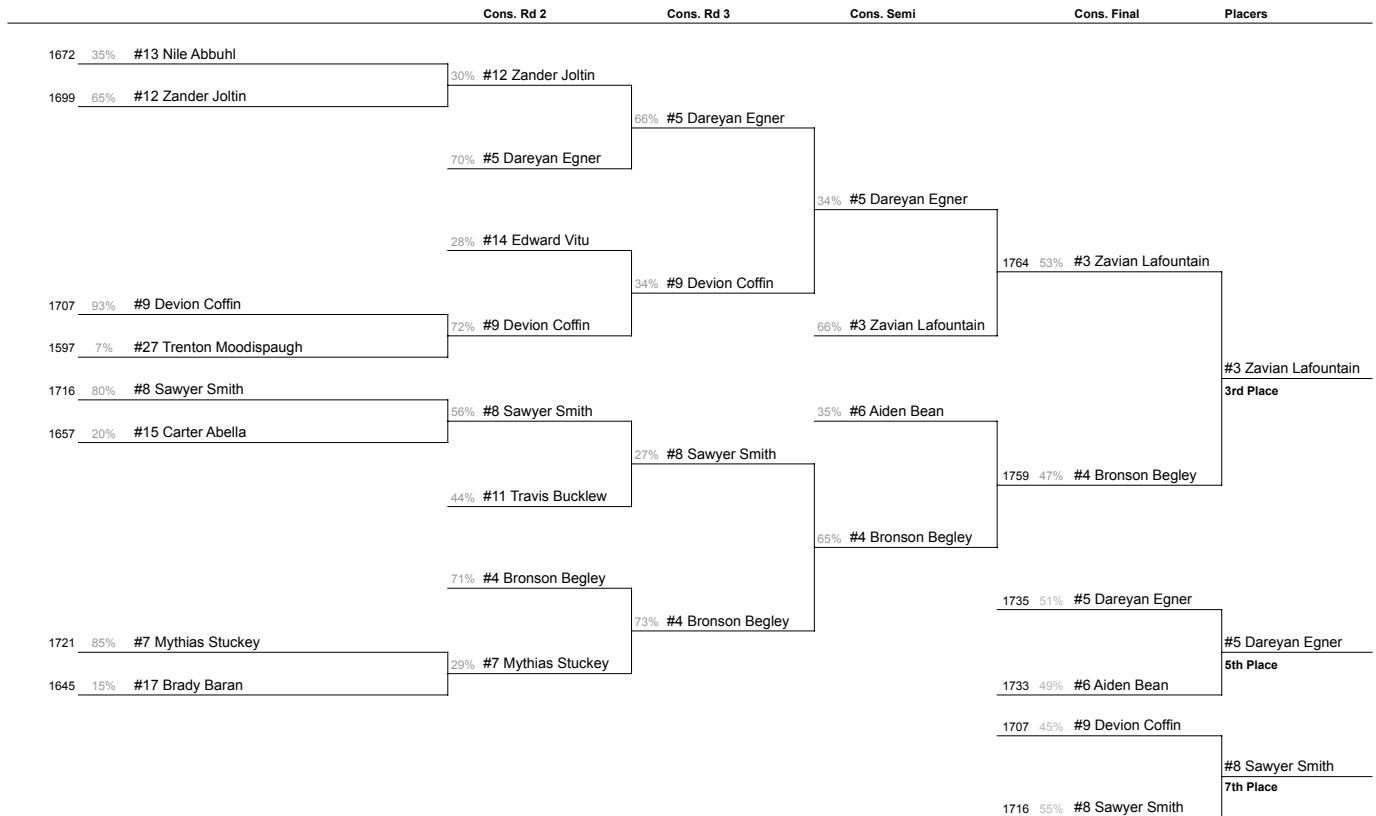 Cons. Rd 2 Cons. Rd 3 Cons. Semi Cons. Final Placers
1672 35% #13 Nile Abbuhl
30% #12 Zander Joltin
1699 65% #12 Zander Joltin
66% #5 Dareyan Egner
70% #5 Dareyan Egner
34% #5 Dareyan Egner
28% #14 Edward Vitu
1764 53% #3 Zavian Lafountain
34% #9 Devion Coffin
1707 93% #9 Devion Coffin
72% #9 Devion Coffin 66% #3 Zavian Lafountain
1597 7% #27 Trenton Moodispaugh
#3 Zavian Lafountain
1716 80% #8 Sawyer Smith
3rd Place
56% #8 Sawyer Smith 35% #6 Aiden Bean
1657 20% #15 Carter Abella
27% #8 Sawyer Smith
1759 47% #4 Bronson Begley
44% #11 Travis Bucklew
65% #4 Bronson Begley
71% #4 Bronson Begley
1735 51% #5 Dareyan Egner
73% #4 Bronson Begley
1721 85% #7 Mythias Stuckey #5 Dareyan Egner
29% #7 Mythias Stuckey 5th Place
1645 15% #17 Brady Baran 1733 49% #6 Aiden Bean
1707 45% #9 Devion Coffin
#8 Sawyer Smith
7th Place
1716 55% #8 Sawyer Smith